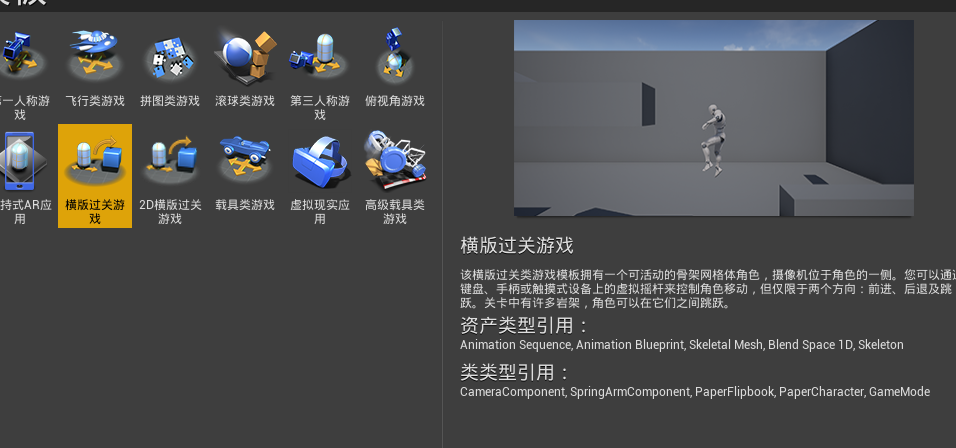 飞行类游戏
拼图类游戏
滚球类游戏
第三人称游
戏
俯视角游戏
一人称游
戏
持式AR应
用
横版过关游
戏
2D横版过关
游戏
载具类游戏
虚拟现实应
用
高级载具类
游戏
横版过关游戏
该横版过关类游戏模板拥有一个可活动的骨架网格体角色，摄像机位于角色的一侧。您可以通过
键盘、手柄或触摸式设备上的虚拟摇杆来控制角色移动，但仅限于两个方向：前进、后退及跳
跃。关卡中有许多岩架，角色可以在它们之间跳跃。
资产类型引用：
Animation Sequence, Animation Blueprint, Skeletal Mesh, Blend Space 1D, Skeleton
类类型引用：
CameraComponent, SpringArmComponent, PaperFlipbook, PaperCharacter, GameMode